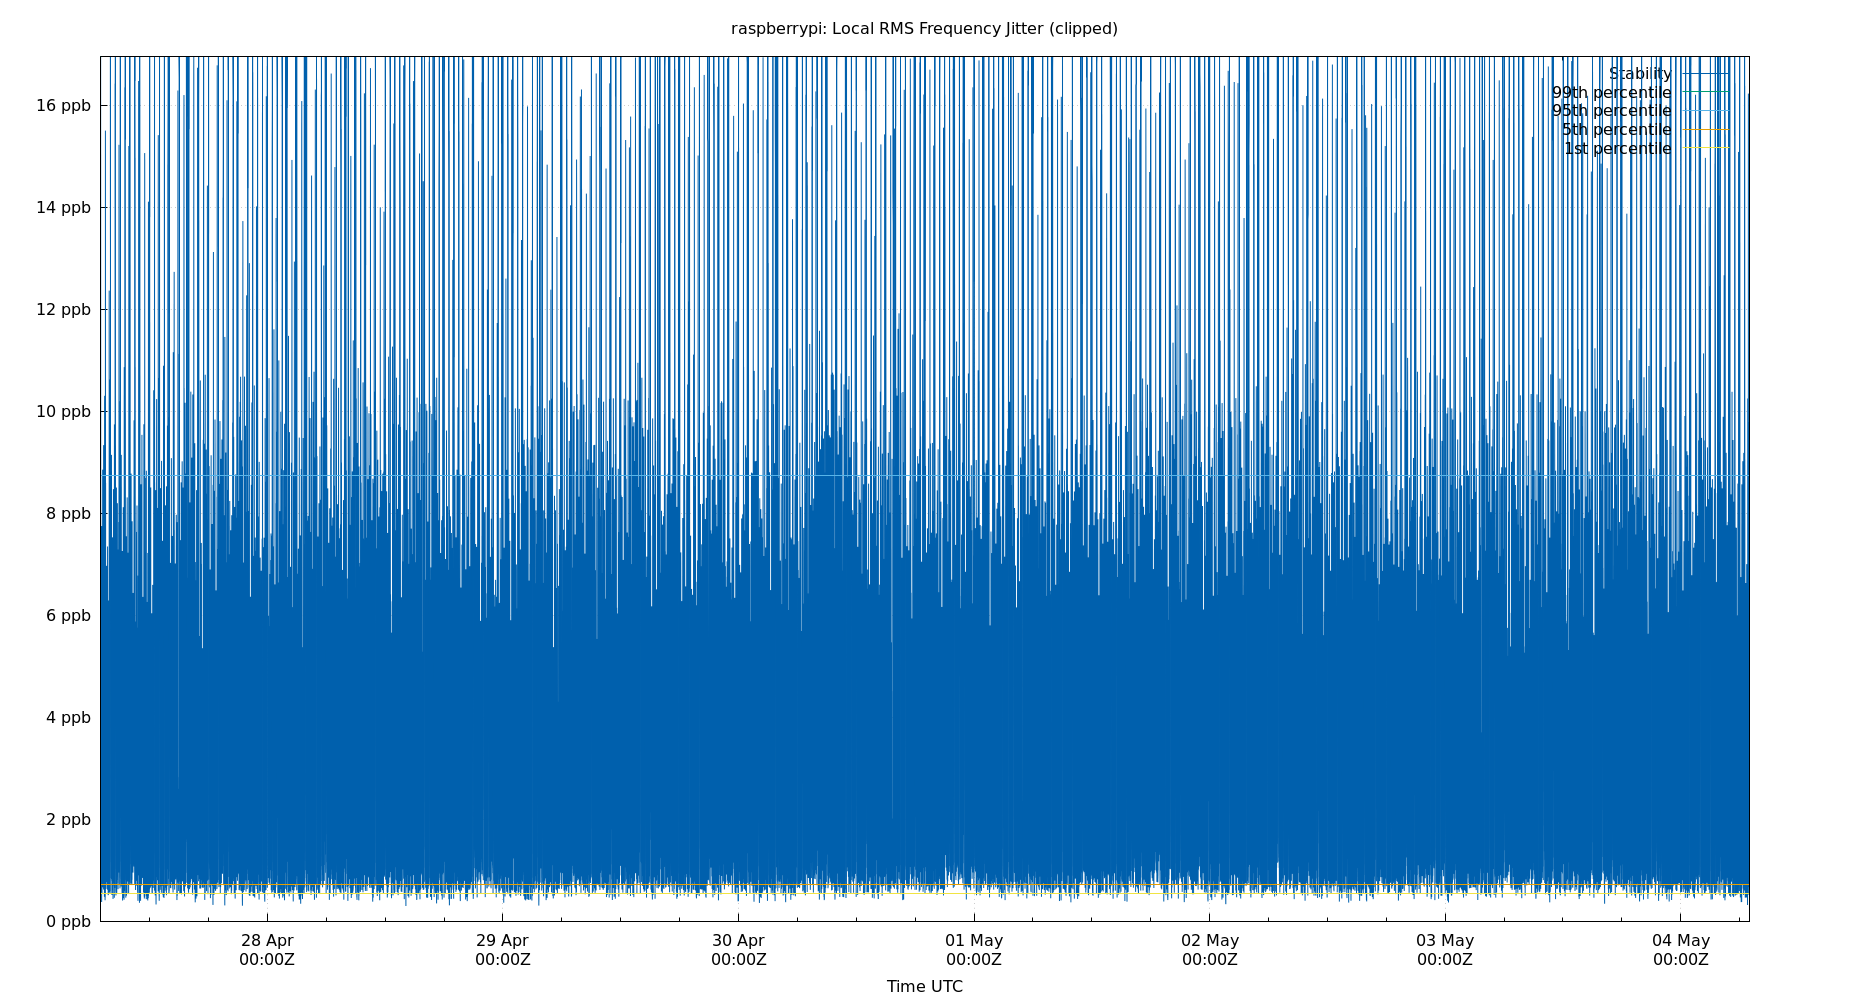 raspberrypi: Local RMS Frequency Jitter (clipped)
Stability
99th percentile
95th percentile
5th percentile
1st percentile
16 ppb
14 ppb
12 ppb
10 ppb
8 ppb
6 ppb
4 ppb
2 ppb
0 ppb
28 Apr 29 Apr 30 Apr 01 May 02 May 03 May 04 May
00:00Z 00:00Z 00:00Z 00:00Z 00:00Z 00:00Z 00:00Z
Time UTC